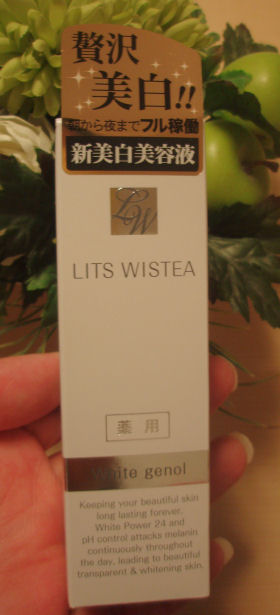 贅沢
美白!!
朝から夜までフル稼働
新美白美容液
LW
LITS WISTEA
薬用
White genol
Keeping your beautiful skin
long lasting forever.
White Power 24 and
pH control attacks melanin
continuously throughout
the day, leading to beautiful
transparent & whitening skin.